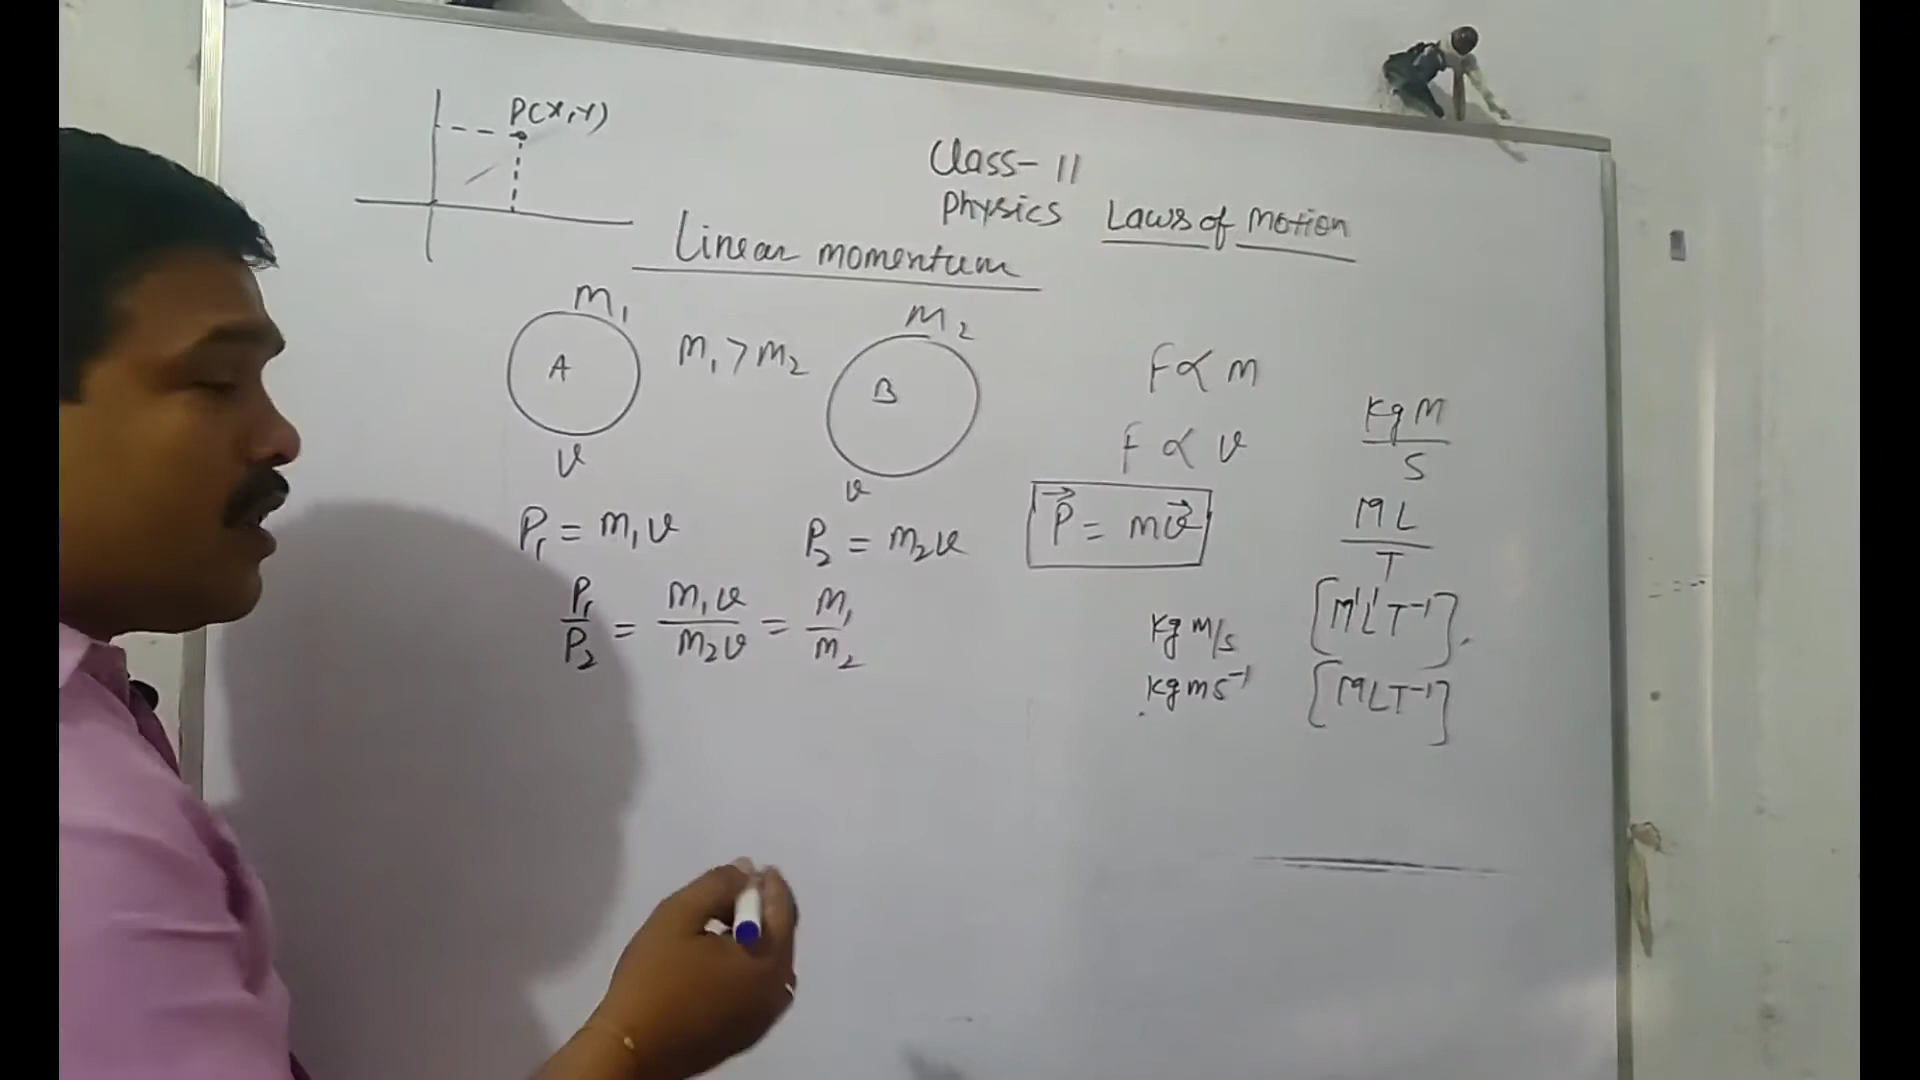 P(x,y)
Class-11
Physics Laws of Motion
Linear momentum
M₁
A
v
m₁ > m₂
M₂
B
v
P₁ = m₁v
P₂ = m₂v
P₁/P₂ = m₁v/m₂v = m₁/m₂
F ∝ m
F ∝ v
P⃗ = mv⃗
kg m/s
kg m s⁻¹
kg M/S
ML/T
[M¹L¹T⁻¹].
[MLT⁻¹]